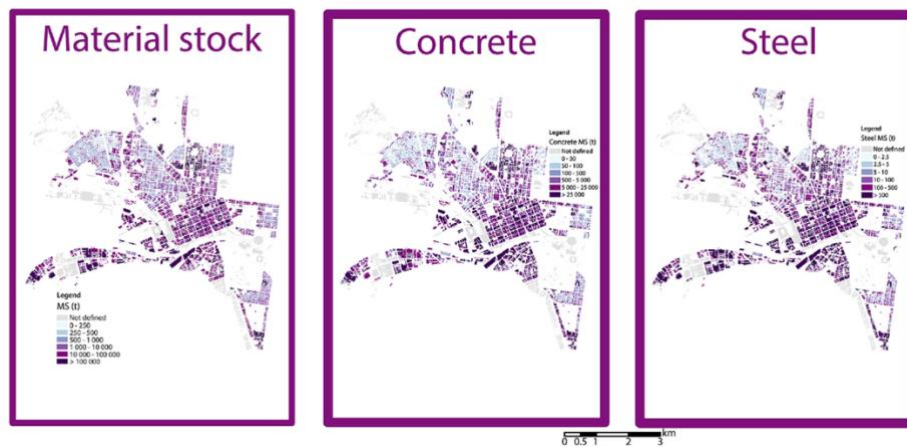 Material stock
Legend
MS (t)
Not defined
0 - 250
250 - 500
500 - 1 000
1 000 - 10 000
10 000 - 100 000
> 100 000
Concrete
Legend
Concrete MS (t)
Not defined
0 - 50
50 - 100
100 - 500
500 - 5 000
5 000 - 25 000
> 25 000
Steel
Legend
Steel MS (t)
Not defined
0 - 2.5
2.5 - 5
5 - 10
10 - 100
100 - 500
> 500
km
0 0.5 1 2 3